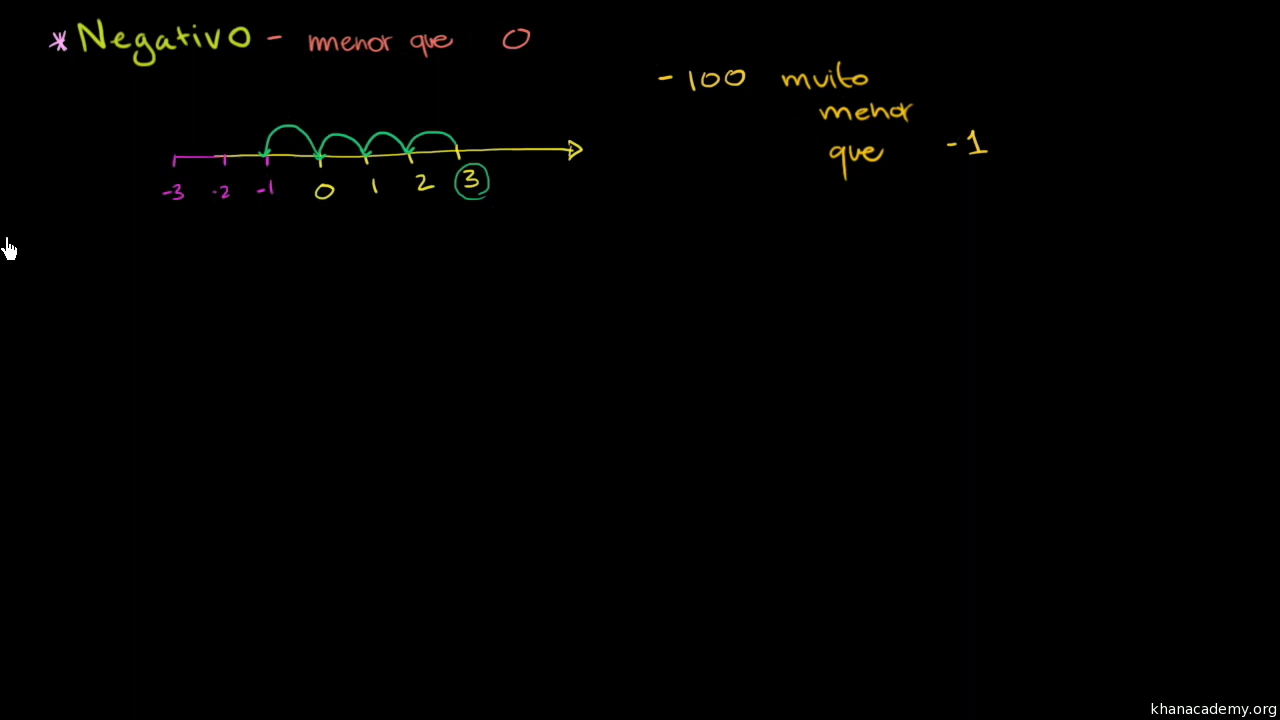 * Negativo - menor que 0
-100 muito
menor
que -1
-3 -2 -1 0 1 2 3
khanacademy.org